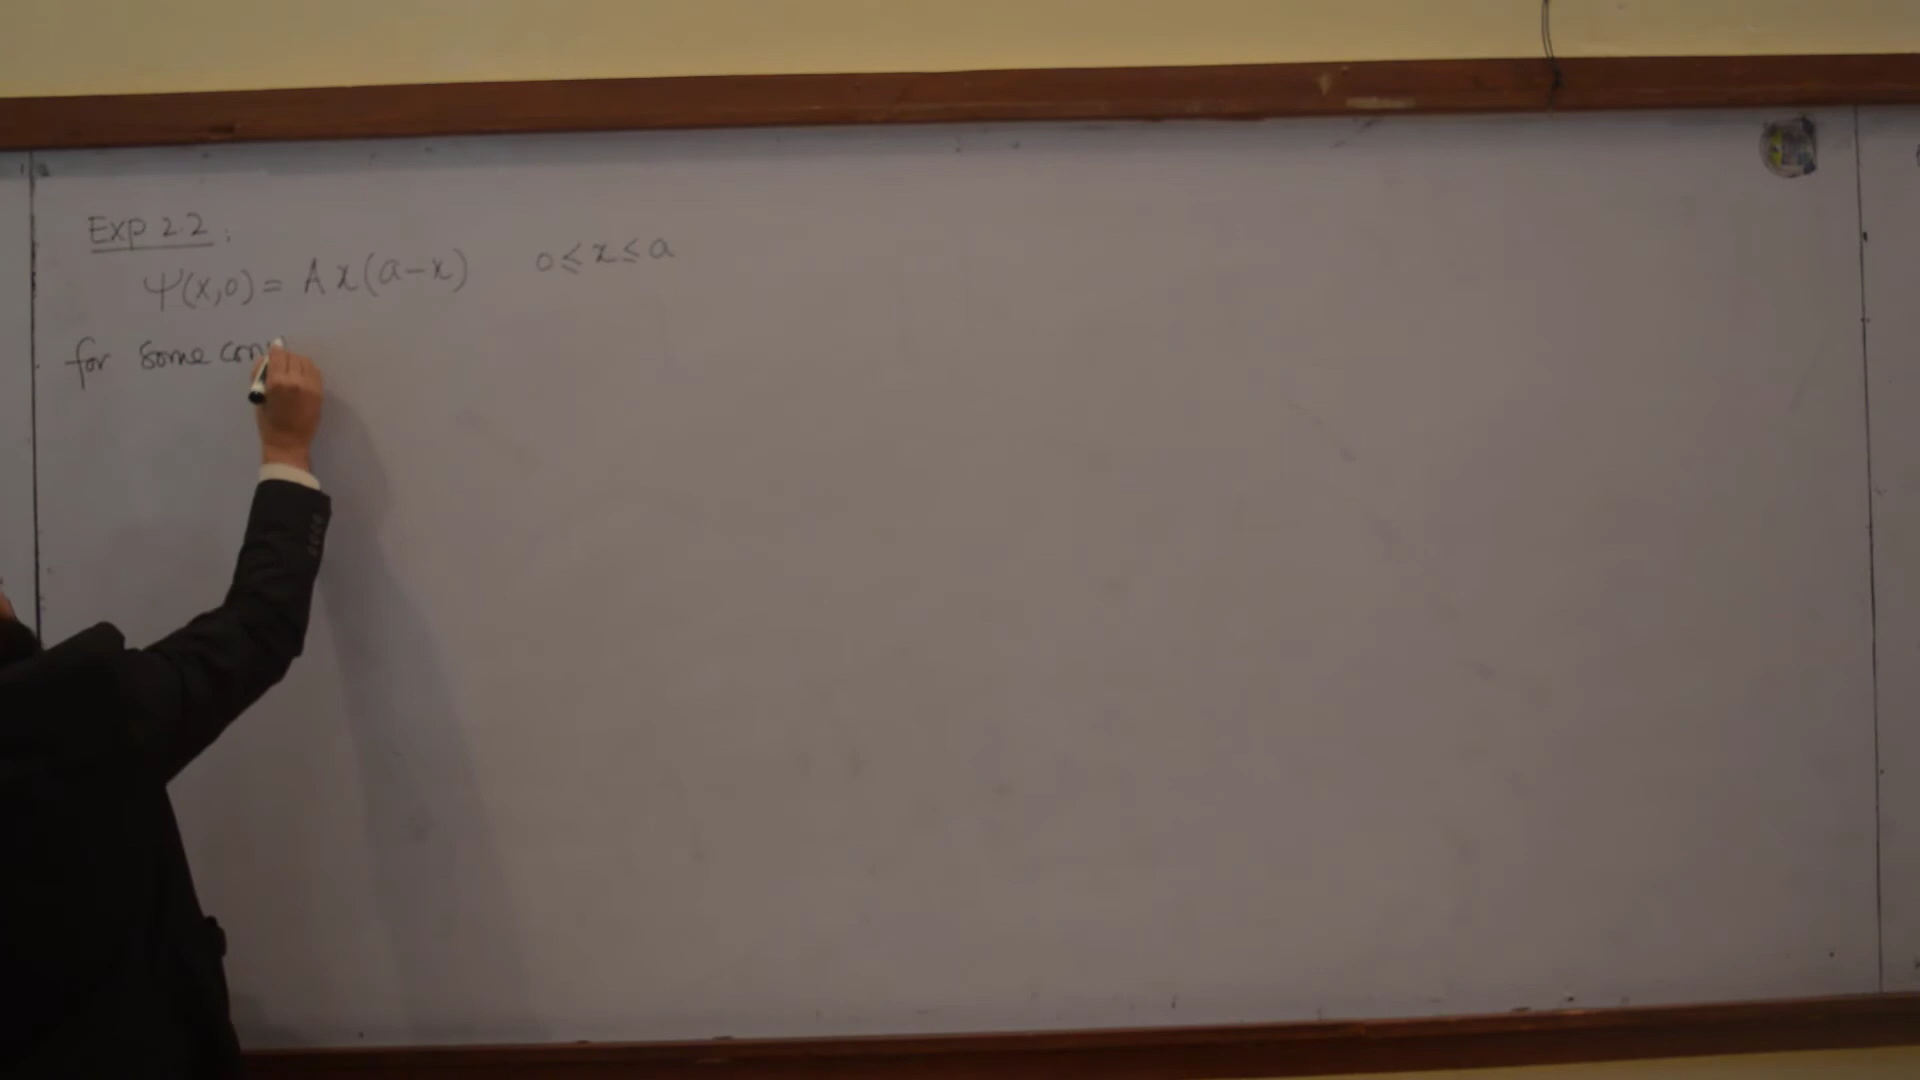 Exp 2.2 :
Ψ(x,0) = A x (a-x) 0 ≤ x ≤ a
for some con